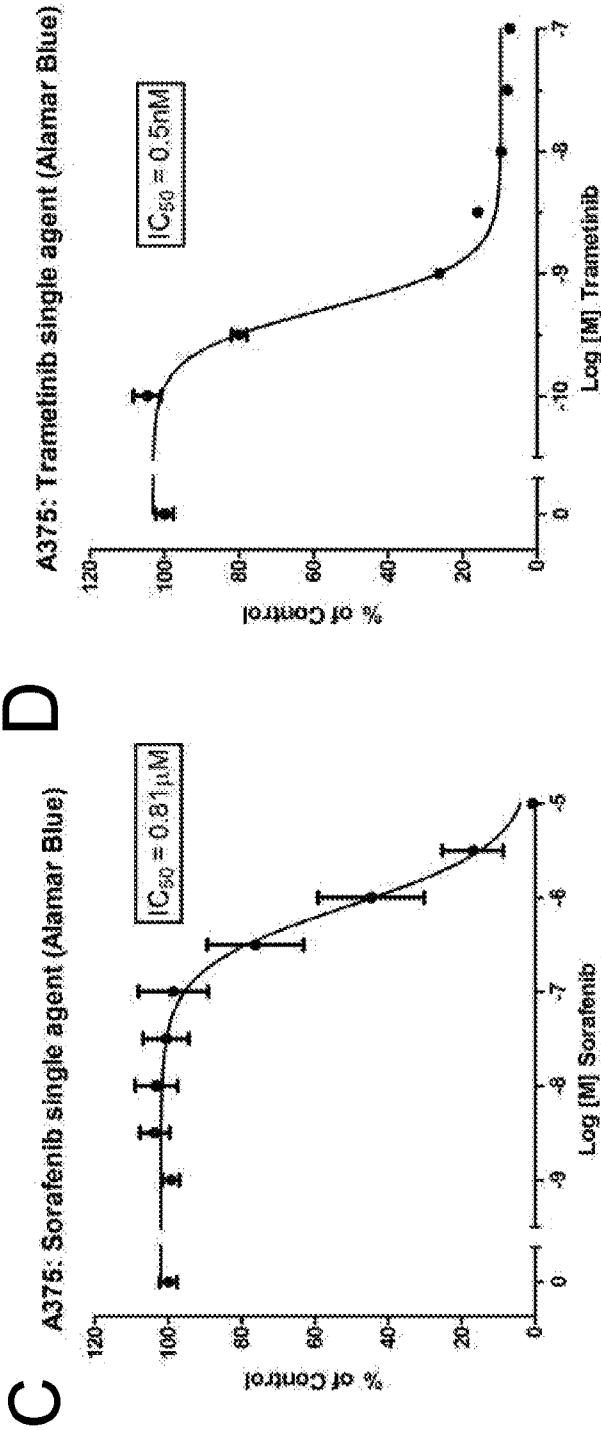 C
A375: Sorafenib single agent (Alamar Blue)
IC50 = 0.81µM
120
100
80
60
40
20
0
% of Control
0
-9
-8
-7
-6
-5
Log [M] Sorafenib
D
A375: Trametinib single agent (Alamar Blue)
IC50 = 0.5nM
120
100
80
60
40
20
0
% of Control
0
-10
-9
-8
-7
Log [M] Trametinib